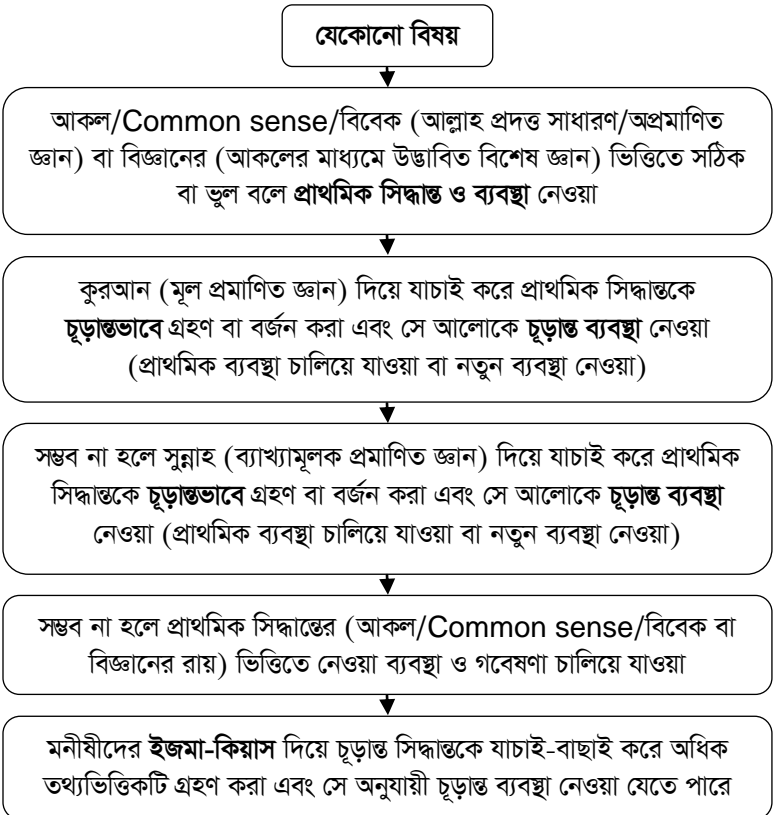 যেকোনো বিষয়
আকল/Common sense/বিবেক (আল্লাহ প্রদত্ত সাধারণ/অপ্রমাণিত
জ্ঞান) বা বিজ্ঞানের (আকলের মাধ্যমে উদ্ভাবিত বিশেষ জ্ঞান) ভিত্তিতে সঠিক
বা ভুল বলে প্রাথমিক সিদ্ধান্ত ও ব্যবস্থা নেওয়া
কুরআন (মূল প্রমাণিত জ্ঞান) দিয়ে যাচাই করে প্রাথমিক সিদ্ধান্তকে
চূড়ান্তভাবে গ্রহণ বা বর্জন করা এবং সে আলোকে চূড়ান্ত ব্যবস্থা নেওয়া
(প্রাথমিক ব্যবস্থা চালিয়ে যাওয়া বা নতুন ব্যবস্থা নেওয়া)
সম্ভব না হলে সুন্নাহ (ব্যাখ্যামূলক প্রমাণিত জ্ঞান) দিয়ে যাচাই করে প্রাথমিক
সিদ্ধান্তকে চূড়ান্তভাবে গ্রহণ বা বর্জন করা এবং সে আলোকে চূড়ান্ত ব্যবস্থা
নেওয়া (প্রাথমিক ব্যবস্থা চালিয়ে যাওয়া বা নতুন ব্যবস্থা নেওয়া)
সম্ভব না হলে প্রাথমিক সিদ্ধান্তের (আকল/Common sense/বিবেক বা
বিজ্ঞানের রায়) ভিত্তিতে নেওয়া ব্যবস্থা ও গবেষণা চালিয়ে যাওয়া
মনীষীদের ইজমা-কিয়াস দিয়ে চূড়ান্ত সিদ্ধান্তকে যাচাই-বাছাই করে অধিক
তথ্যভিত্তিকটি গ্রহণ করা এবং সে অনুযায়ী চূড়ান্ত ব্যবস্থা নেওয়া যেতে পারে